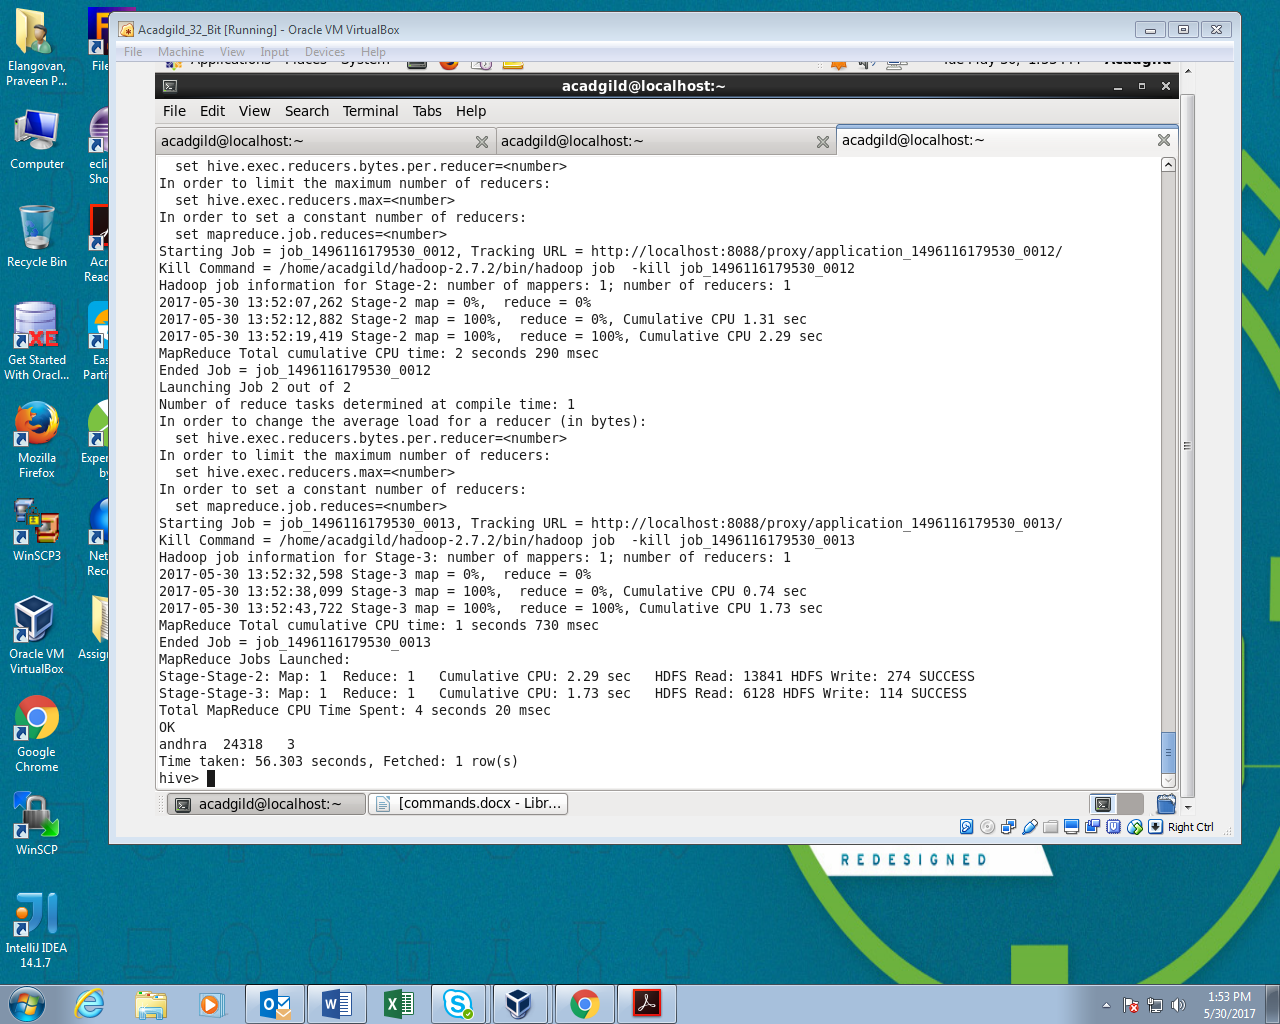 Acadgild_32_Bit [Running] - Oracle VM VirtualBox
File Machine View Input Devices Help
acadgild@localhost:~
File Edit View Search Terminal Tabs Help
acadgild@localhost:~ acadgild@localhost:~ acadgild@localhost:~
set hive.exec.reducers.bytes.per.reducer=<number>
In order to limit the maximum number of reducers:
set hive.exec.reducers.max=<number>
In order to set a constant number of reducers:
set mapreduce.job.reduces=<number>
Starting Job = job_1496116179530_0012, Tracking URL = http://localhost:8088/proxy/application_1496116179530_0012/
Kill Command = /home/acadgild/hadoop-2.7.2/bin/hadoop job  -kill job_1496116179530_0012
Hadoop job information for Stage-2: number of mappers: 1; number of reducers: 1
2017-05-30 13:52:07,262 Stage-2 map = 0%,  reduce = 0%
2017-05-30 13:52:12,882 Stage-2 map = 100%,  reduce = 0%, Cumulative CPU 1.31 sec
2017-05-30 13:52:19,419 Stage-2 map = 100%,  reduce = 100%, Cumulative CPU 2.29 sec
MapReduce Total cumulative CPU time: 2 seconds 290 msec
Ended Job = job_1496116179530_0012
Launching Job 2 out of 2
Number of reduce tasks determined at compile time: 1
In order to change the average load for a reducer (in bytes):
set hive.exec.reducers.bytes.per.reducer=<number>
In order to limit the maximum number of reducers:
set hive.exec.reducers.max=<number>
In order to set a constant number of reducers:
set mapreduce.job.reduces=<number>
Starting Job = job_1496116179530_0013, Tracking URL = http://localhost:8088/proxy/application_1496116179530_0013/
Kill Command = /home/acadgild/hadoop-2.7.2/bin/hadoop job  -kill job_1496116179530_0013
Hadoop job information for Stage-3: number of mappers: 1; number of reducers: 1
2017-05-30 13:52:32,598 Stage-3 map = 0%,  reduce = 0%
2017-05-30 13:52:38,099 Stage-3 map = 100%,  reduce = 0%, Cumulative CPU 0.74 sec
2017-05-30 13:52:43,722 Stage-3 map = 100%,  reduce = 100%, Cumulative CPU 1.73 sec
MapReduce Total cumulative CPU time: 1 seconds 730 msec
Ended Job = job_1496116179530_0013
MapReduce Jobs Launched:
Stage-Stage-2: Map: 1  Reduce: 1   Cumulative CPU: 2.29 sec   HDFS Read: 13841 HDFS Write: 274 SUCCESS
Stage-Stage-3: Map: 1  Reduce: 1   Cumulative CPU: 1.73 sec   HDFS Read: 6128 HDFS Write: 114 SUCCESS
Total MapReduce CPU Time Spent: 4 seconds 20 msec
OK
andhra  24318   3
Time taken: 56.303 seconds, Fetched: 1 row(s)
hive>
acadgild@localhost:~ [commands.docx - Libr...
Right Ctrl
Elangovan,
Praveen P...
Computer
Recycle Bin
Get Started
With Oracl...
Mozilla
Firefox
WinSCP3
Oracle VM
VirtualBox
Google
Chrome
WinSCP
IntelliJ IDEA
14.1.7
REDESIGNED
1:53 PM
5/30/2017